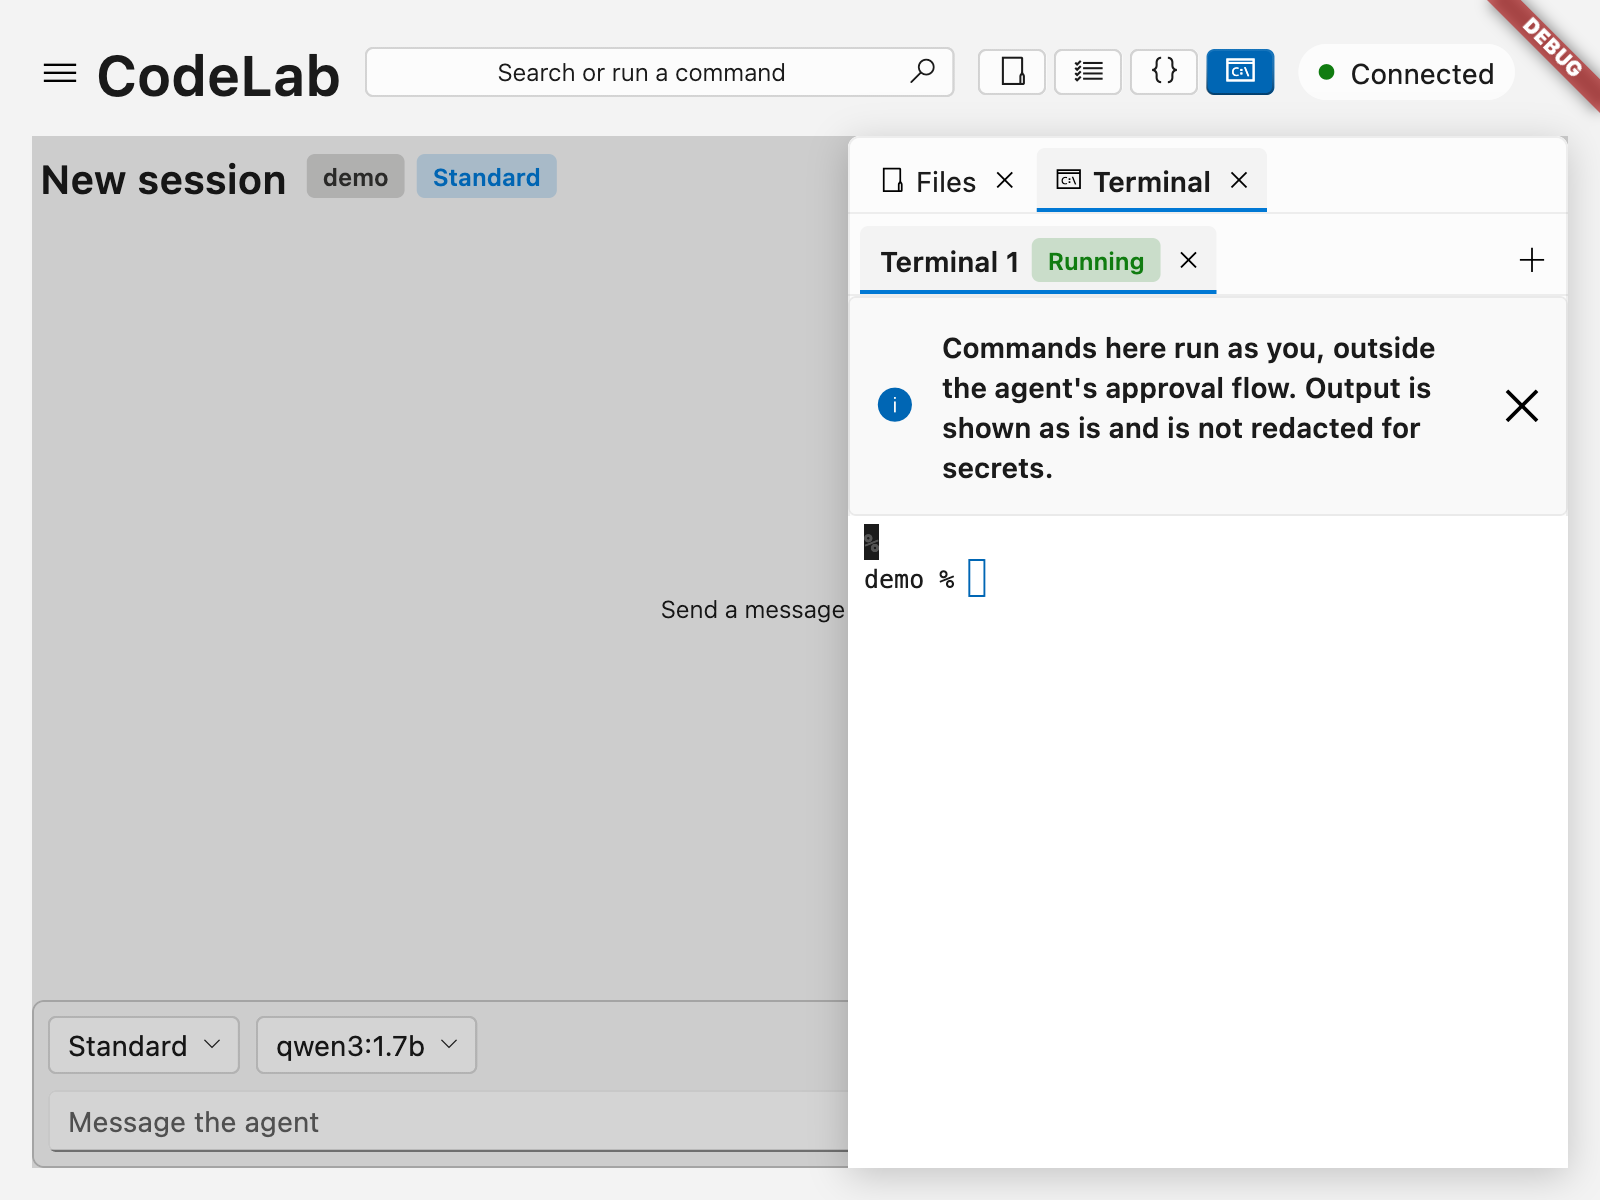 CodeLab
Search or run a command
Connected
DEBUG
New session
demo
Standard
Files
Terminal
Terminal 1
Running
Commands here run as you, outside
the agent's approval flow. Output is
shown as is and is not redacted for
secrets.
%
demo %
Send a message
Standard
qwen3:1.7b
Message the agent